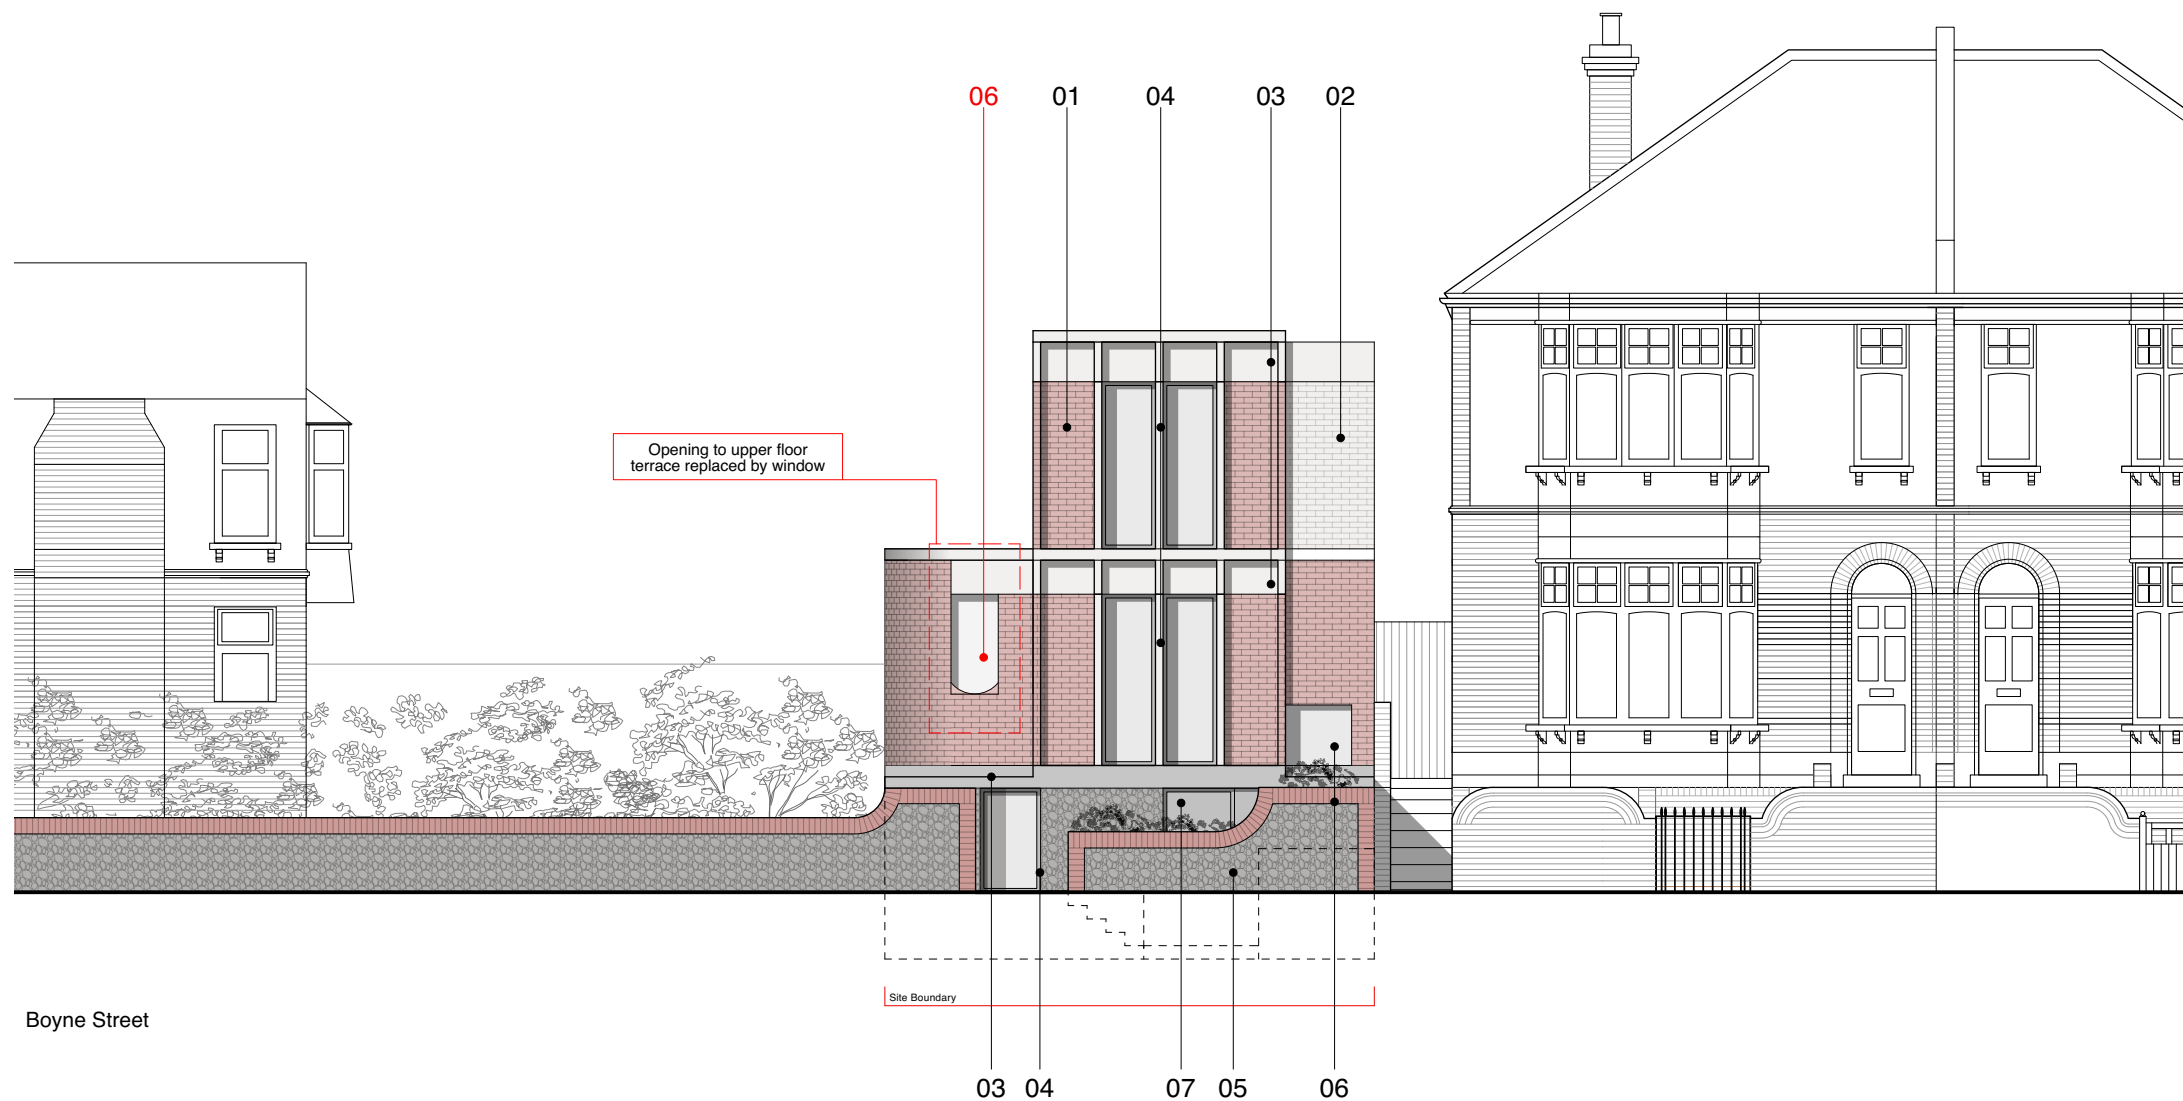 06 01 04 03 02
Opening to upper floor
terrace replaced by window
Site Boundary
Boyne Street
03 04 07 05 06